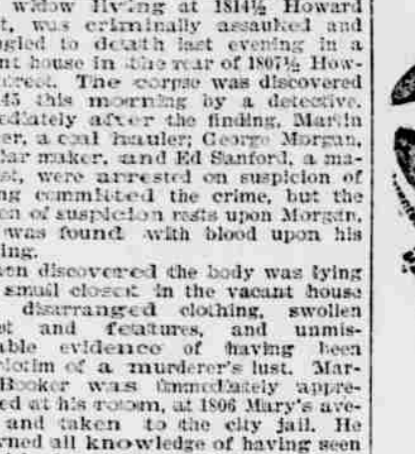 widow living at 1814½ Howard
was criminally assaulted and
gled to death last evening in a
nt house in the rear of 1807½ How-
treet. The corpse was discovered
45 this morning by a detective.
diately after the finding, Martin
er, a coal hauler; George Morgan,
lar maker, and Ed Sanford, a ma-
st, were arrested on suspicion of
ng committed the crime, but the
en of suspicion rests upon Morgan,
was found with blood upon his
ing.
en discovered the body was lying
small closet in the vacant house
disarranged clothing, swollen
st and features, and unmis-
able evidence of having been
victim of a murderer's lust. Mar-
Booker was immediately appre-
ed at his room, at 1806 Mary's ave-
and taken to the city jail. He
wned all knowledge of having seen